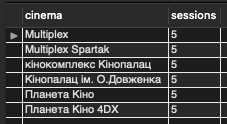 cinema sessions
Multiplex 5
Multiplex Spartak 5
кінокомплекс Кінопалац 5
Кінопалац ім. О.Довженка 5
Планета Кіно 5
Планета Кіно 4DX 5